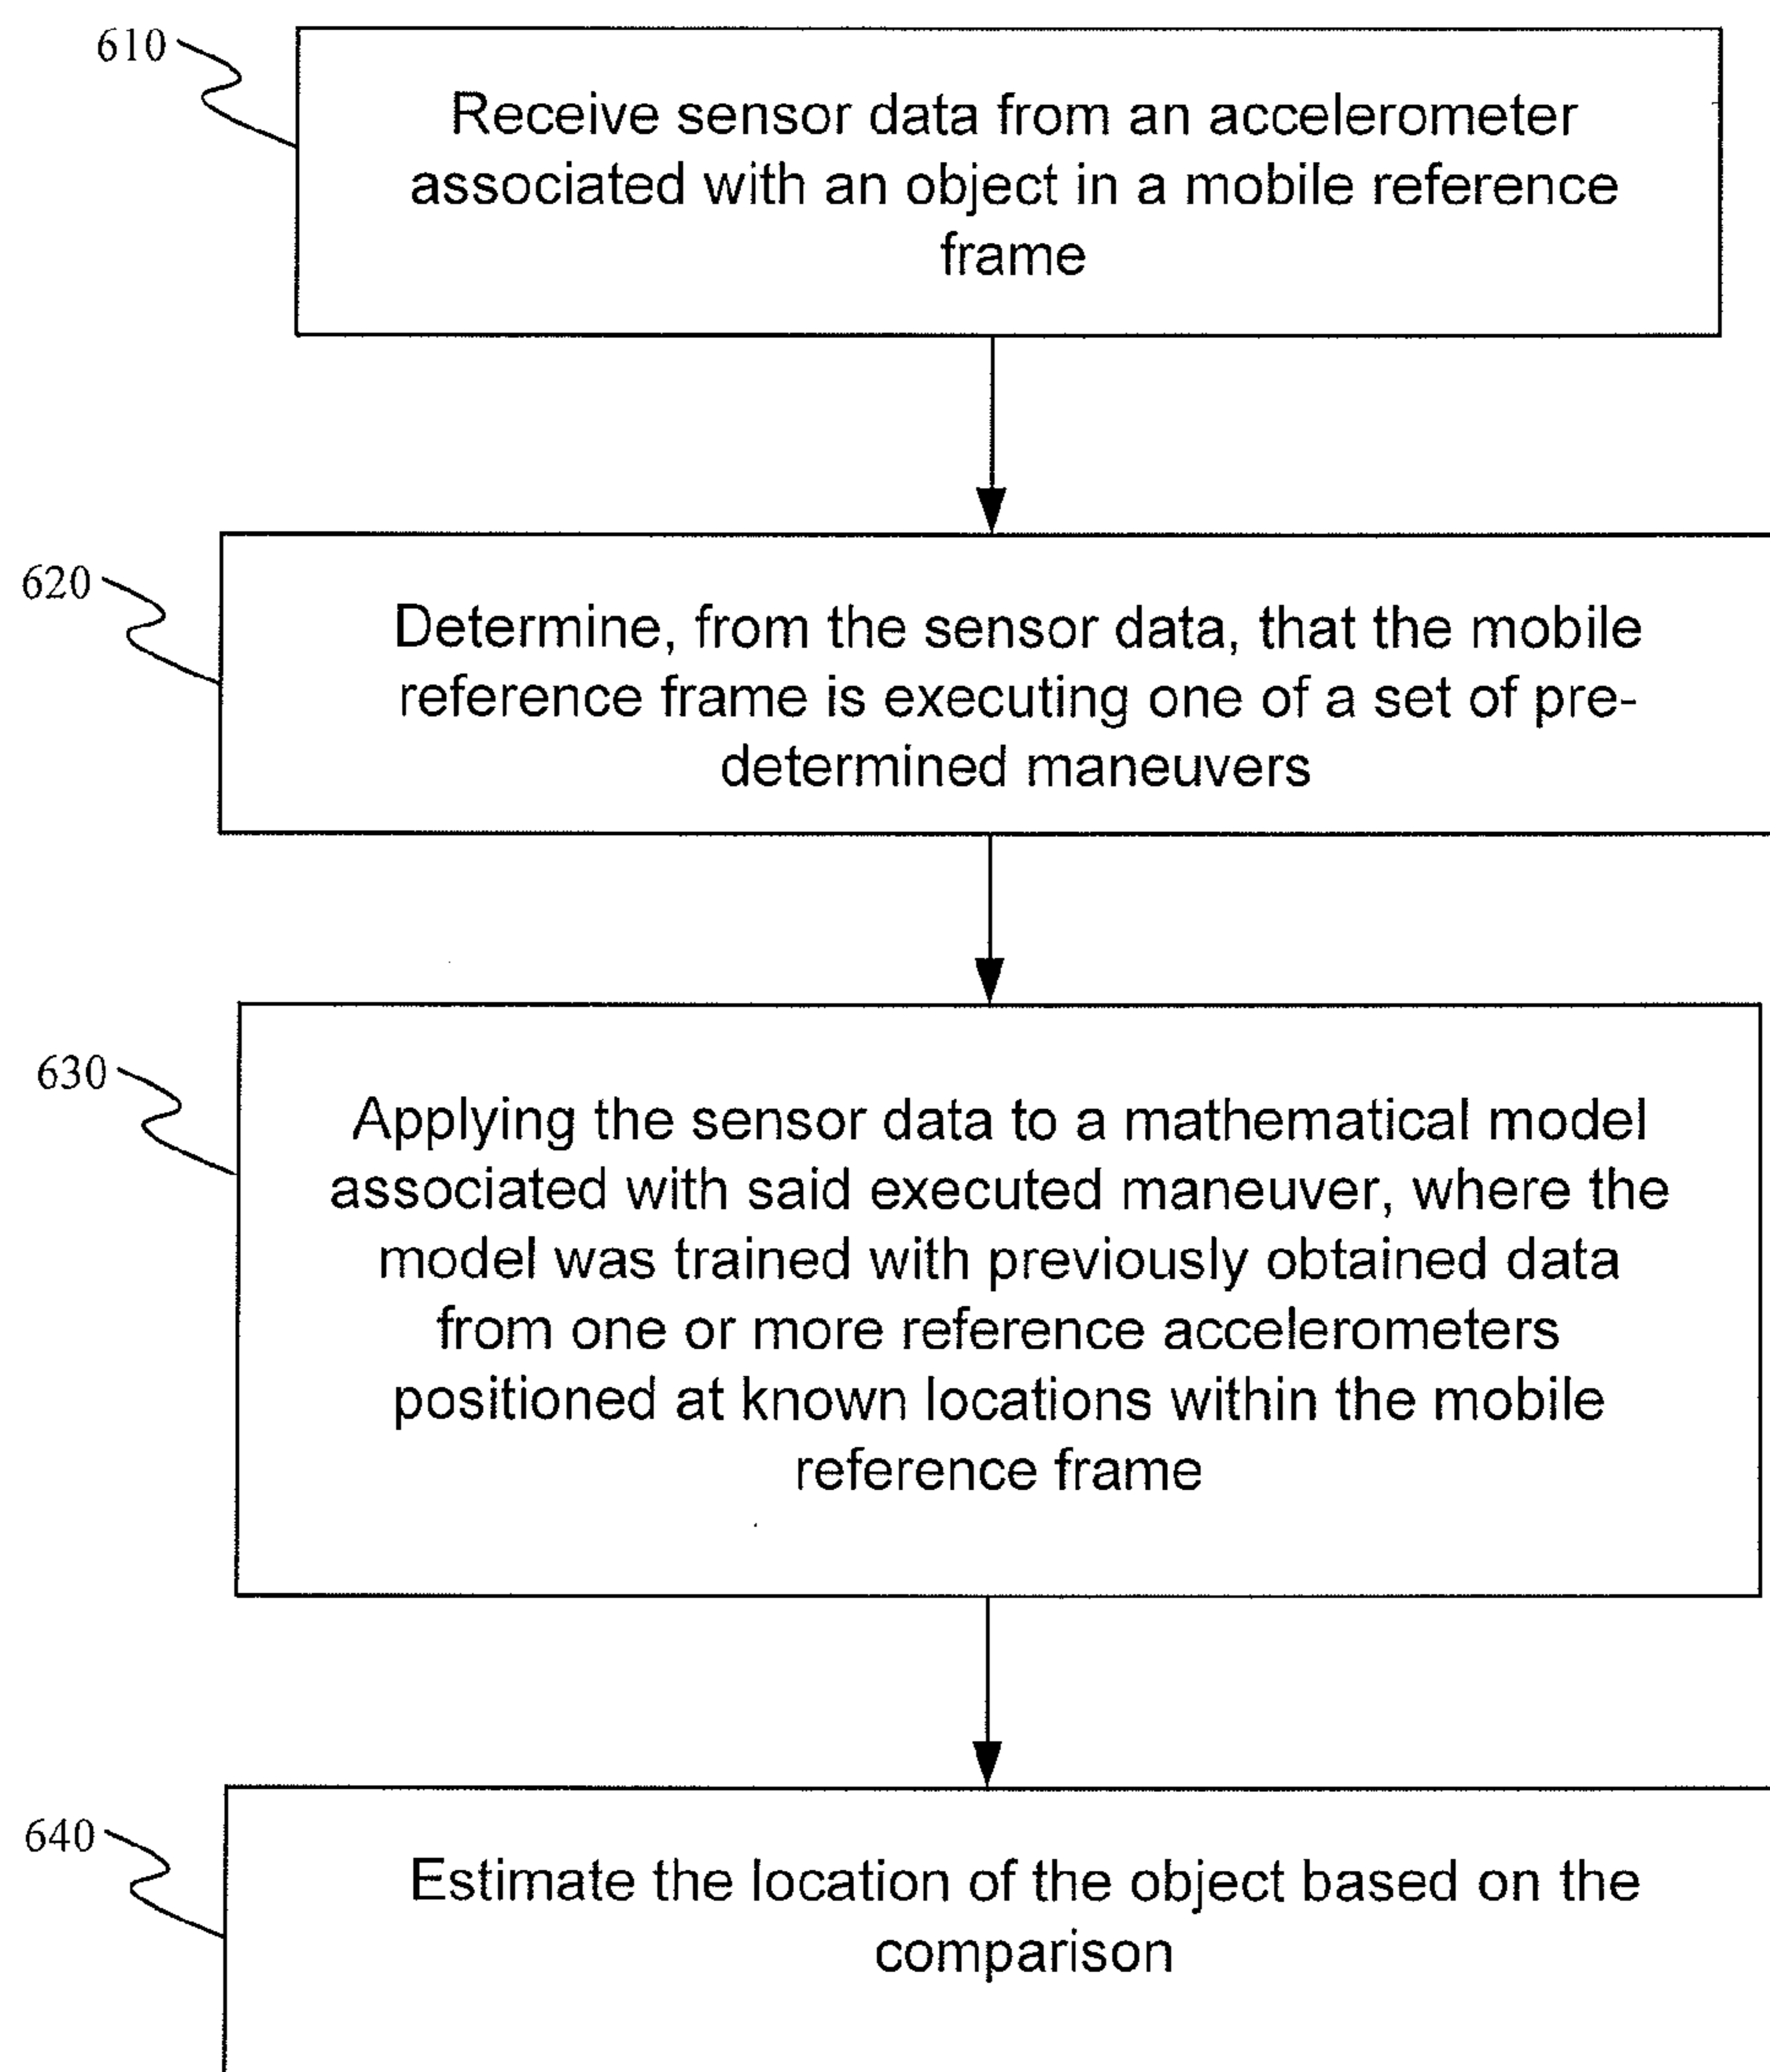 610
Receive sensor data from an accelerometer
associated with an object in a mobile reference
frame
620
Determine, from the sensor data, that the mobile
reference frame is executing one of a set of pre-
determined maneuvers
630
Applying the sensor data to a mathematical model
associated with said executed maneuver, where the
model was trained with previously obtained data
from one or more reference accelerometers
positioned at known locations within the mobile
reference frame
640
Estimate the location of the object based on the
comparison